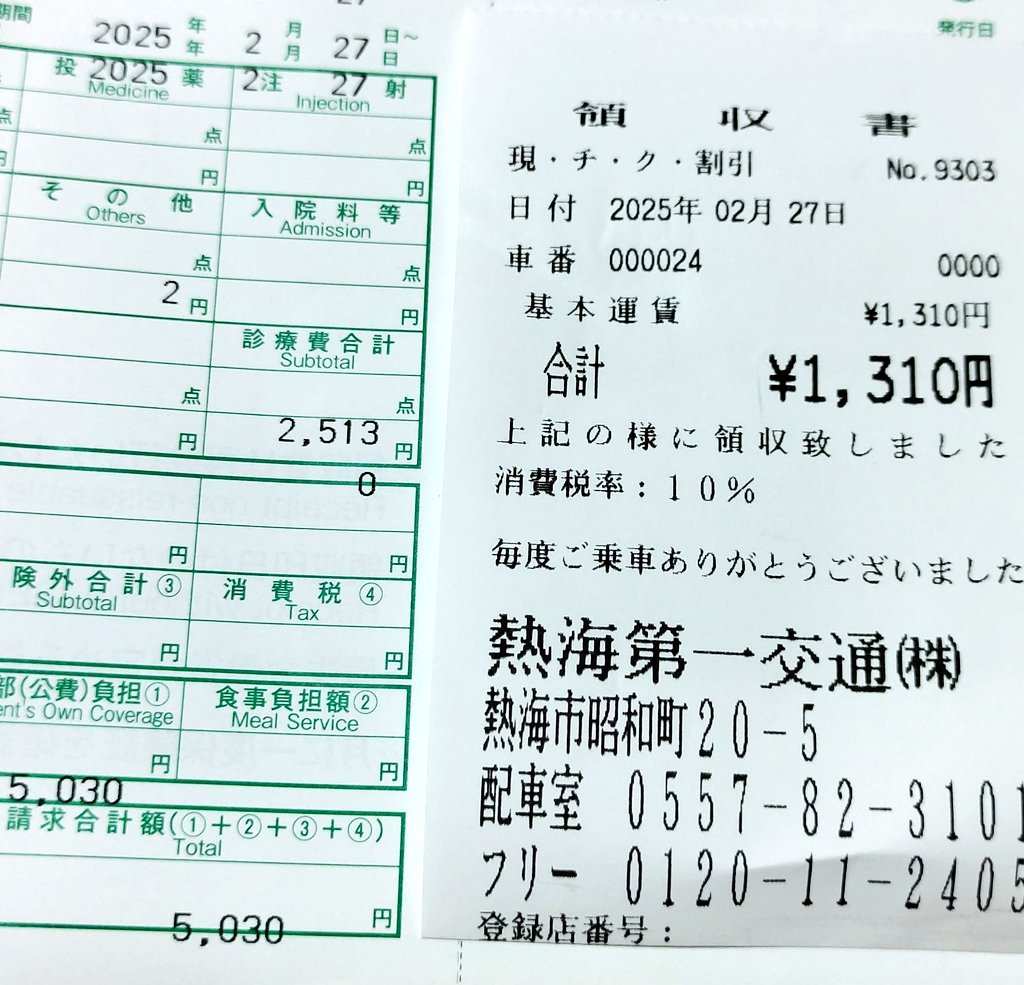 期間
2025 年 2 月 27 日～
年 月 日
2025 2 27
投 薬 注 射
Medicine Injection
点 点
円 円
そ の 他 入 院 料 等
Others Admission
点 点
2 円 円
診 療 費 合 計
Subtotal
点 点
円 2,513 円
0
円 円
険 外 合 計 ③ 消 費 税 ④
Subtotal Tax
円 円
部(公費)負担① 食事負担額②
ent's Own Coverage Meal Service
円 円
5,030
請求合計額(①＋②＋③＋④)
Total
円
5,030
発行日
領 収 書
現・チ・ク・割引 No.9303
日 付 2025年 02月 27日
車 番 000024 0000
基 本 運 賃 ¥1,310円
合計 ¥1,310円
上記の様に領収致しました
消費税率：１０％
毎度ご乗車ありがとうございました
熱海第一交通㈱
熱海市昭和町２０－５
配車室 ０５５７－８２－３１０１
フリー ０１２０－１１－２４０５
登録店番号：